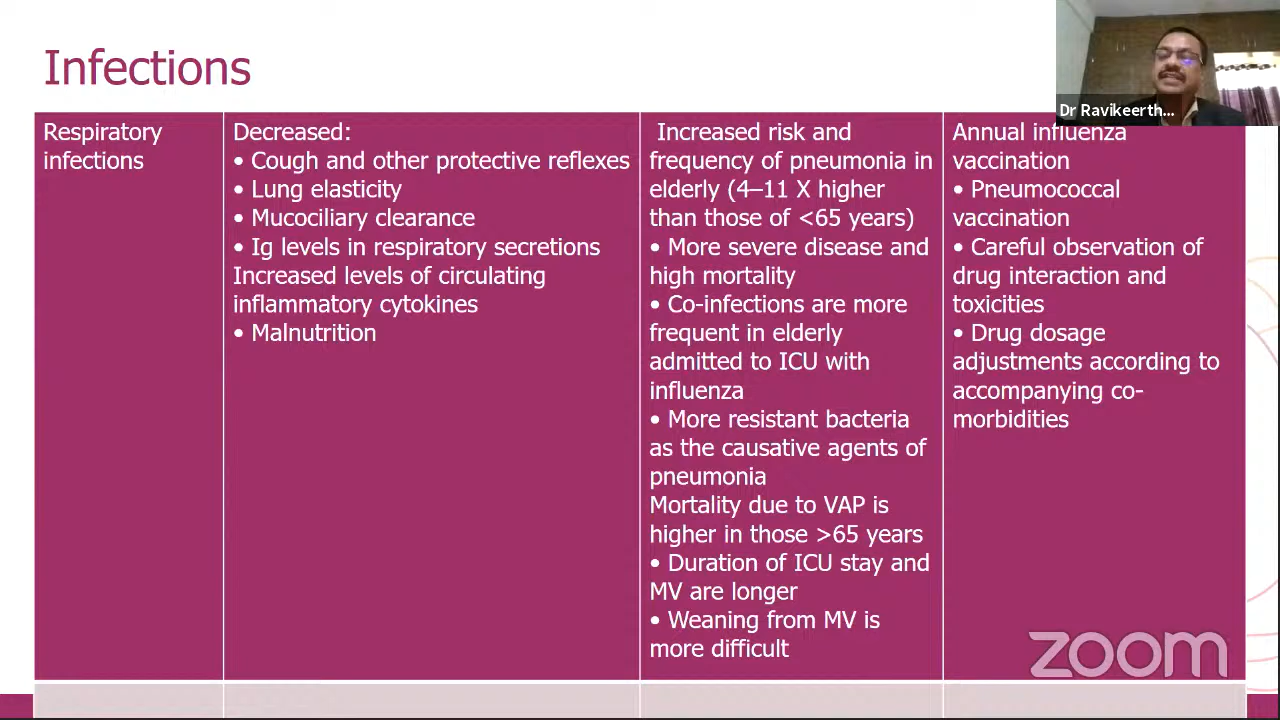 Infections
Dr Ravikeerth...
Respiratory
infections
Decreased:
• Cough and other protective reflexes
• Lung elasticity
• Mucociliary clearance
• Ig levels in respiratory secretions
Increased levels of circulating
inflammatory cytokines
• Malnutrition
Increased risk and
frequency of pneumonia in
elderly (4–11 X higher
than those of <65 years)
• More severe disease and
high mortality
• Co-infections are more
frequent in elderly
admitted to ICU with
influenza
• More resistant bacteria
as the causative agents of
pneumonia
Mortality due to VAP is
higher in those >65 years
• Duration of ICU stay and
MV are longer
• Weaning from MV is
more difficult
Annual influenza
vaccination
• Pneumococcal
vaccination
• Careful observation of
drug interaction and
toxicities
• Drug dosage
adjustments according to
accompanying co-
morbidities
zoom